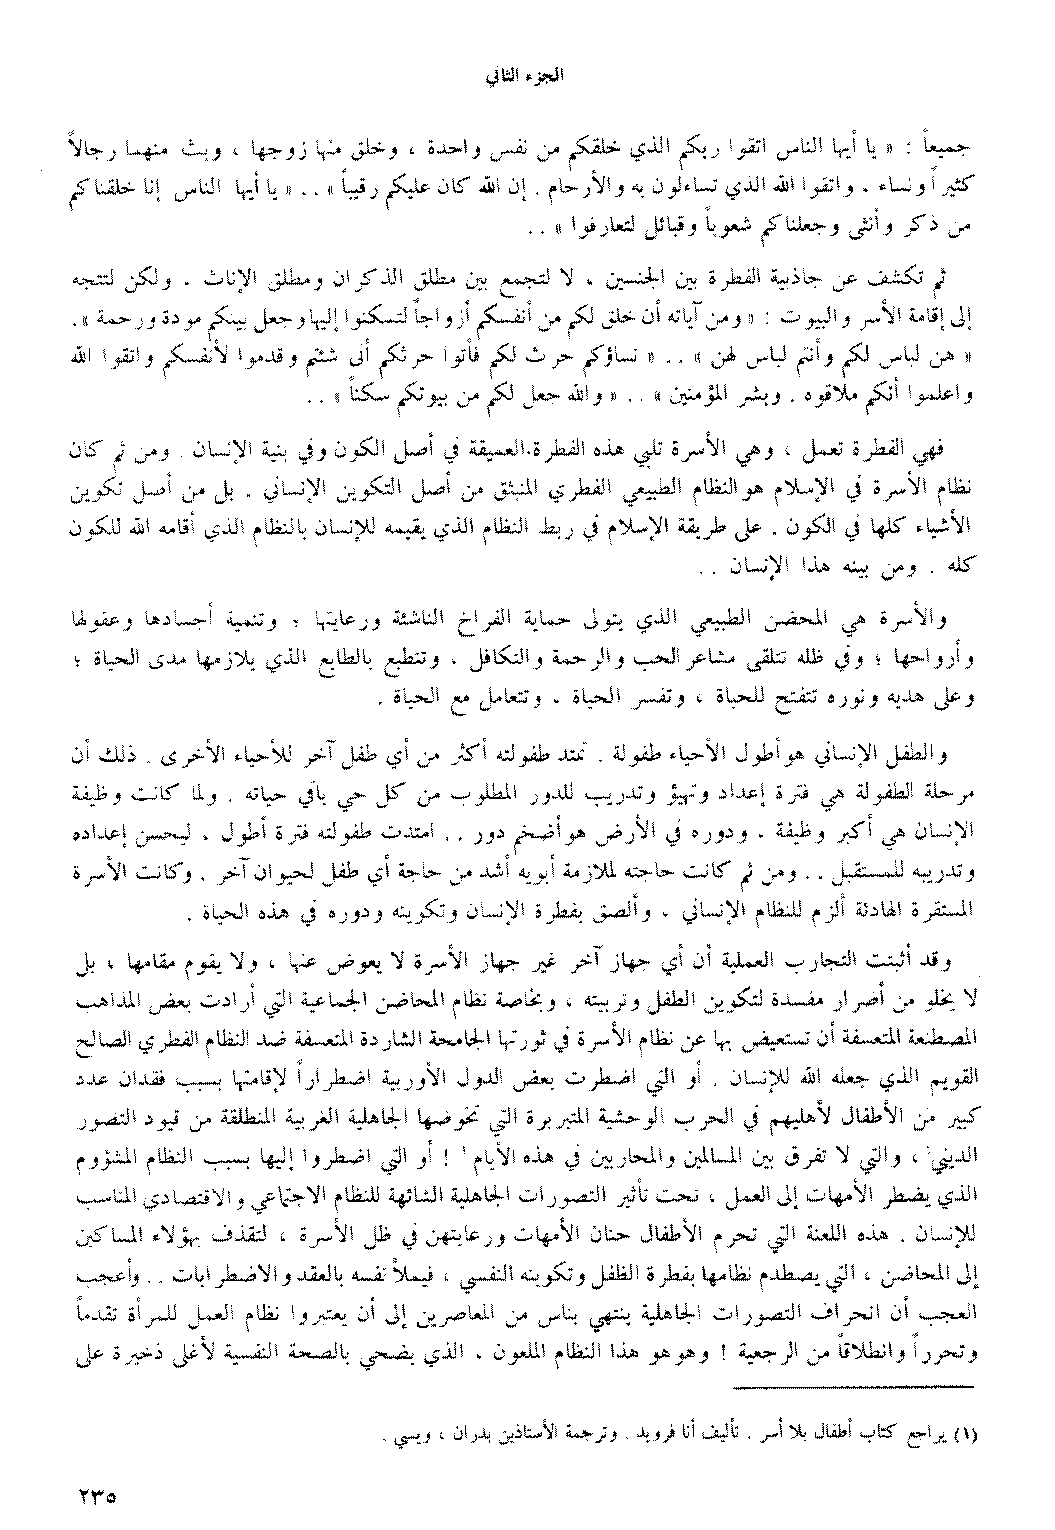 الجزء الثاني
جميعاً : « يا أيها الناس اتقوا ربكم الذي خلقكم من نفس واحدة ، وخلق منها زوجها ، وبث منهما رجالاً
كثيراً ونساء . واتقوا الله الذي تساءلون به والأرحام . إن الله كان عليكم رقيباً » .. « يا أيها الناس إنا خلقناكم
من ذكر وأنثى وجعلناكم شعوباً وقبائل لتعارفوا » ..
ثم تكشف عن جاذبية الفطرة بين الجنسين ، لا لتجمع بين مطلق الذكران ومطلق الإناث . ولكن لتتجه
إلى إقامة الأسر والبيوت : « ومن آياته أن خلق لكم من أنفسكم أزواجاً لتسكنوا إليها وجعل بينكم مودة ورحمة » .
« هن لباس لكم وأنتم لباس لهن » .. « نساؤكم حرث لكم فأتوا حرثكم أنى شئتم وقدموا لأنفسكم واتقوا الله
واعلموا أنكم ملاقوه . وبشر المؤمنين » .. « والله جعل لكم من بيوتكم سكناً » ..
فهي الفطرة تعمل ، وهي الأسرة تلبي هذه الفطرة العميقة في أصل الكون وفي بنية الإنسان . ومن ثم كان
نظام الأسرة في الإسلام هو النظام الطبيعي الفطري المنبثق من أصل التكوين الإنساني . بل من أصل تكوين
الأشياء كلها في الكون . على طريقة الإسلام في ربط النظام الذي يقيمه للإنسان بالنظام الذي أقامه الله للكون
كله . ومن بينه هذا الإنسان ..
والأسرة هي المحضن الطبيعي الذي يتولى حماية الفراخ الناشئة ورعايتها ؛ وتنمية أجسادها وعقولها
وأرواحها ؛ وفي ظله تتلقى مشاعر الحب والرحمة والتكافل ، وتنطبع بالطابع الذي يلازمها مدى الحياة ؛
وعلى هديه ونوره تتفتح للحياة ، وتفسر الحياة ، وتتعامل مع الحياة .
والطفل الإنساني هو أطول الأحياء طفولة . تمتد طفولته أكثر من أي طفل آخر للأحياء الأخرى . ذلك أن
مرحلة الطفولة هي فترة إعداد وتهيؤ وتدريب للدور المطلوب من كل حي باقي حياته . ولما كانت وظيفة
الإنسان هي أكبر وظيفة ، ودوره في الأرض هو أضخم دور .. امتدت طفولته فترة أطول ، ليحسن إعداده
وتدريبه للمستقبل .. ومن ثم كانت حاجته لملازمة أبويه أشد من حاجة أي طفل لحيوان آخر . وكانت الأسرة
المستقرة الهادئة ألزم للنظام الإنساني ، وألصق بفطرة الإنسان وتكوينه ودوره في هذه الحياة .
وقد أثبتت التجارب العملية أن أي جهاز آخر غير جهاز الأسرة لا يعوض عنها ، ولا يقوم مقامها ، بل
لا يخلو من أضرار مفسدة لتكوين الطفل وتربيته ، وبخاصة نظام المحاضن الجماعية التي أرادت بعض المذاهب
المصطنعة المتعسفة أن تستعيض بها عن نظام الأسرة في ثورتها الجامحة الشاردة المتعسفة ضد النظام الفطري الصالح
القويم الذي جعله الله للإنسان . أو التي اضطرت بعض الدول الأوربية اضطراراً لإقامتها بسبب فقدان عدد
كبير من الأطفال لأهليهم في الحرب الوحشية المتبربرة التي تخوضها الجاهلية الغربية المنطلقة من قيود التصور
الديني ، والتي لا تفرق بين المسالمين والمحاربين في هذه الأيام¹ ! أو التي اضطروا إليها بسبب النظام المشؤوم
الذي يضطر الأمهات إلى العمل ، تحت تأثير التصورات الجاهلية الشائهة للنظام الاجتماعي والاقتصادي المناسب
للإنسان . هذه اللعنة التي تحرم الأطفال حنان الأمهات ورعايتهن في ظل الأسرة ، لتقذف بهؤلاء المساكين
إلى المحاضن ، التي يصطدم نظامها بفطرة الطفل وتكوينه النفسي ، فيملأ نفسه بالعقد والاضطرابات .. وأعجب
العجب أن انحراف التصورات الجاهلية ينتهي بناس من المعاصرين إلى أن يعتبروا نظام العمل للمرأة تقدماً
وتحرراً وانطلاقاً من الرجعية ! وهو هو هذا النظام الملعون ، الذي يضحي بالصحة النفسية لأغلى ذخيرة على
(١) يراجع كتاب أطفال بلا أسر . تأليف أنا فرويد . وترجمة الأستاذين بدران ، ويسي .
٢٣٥